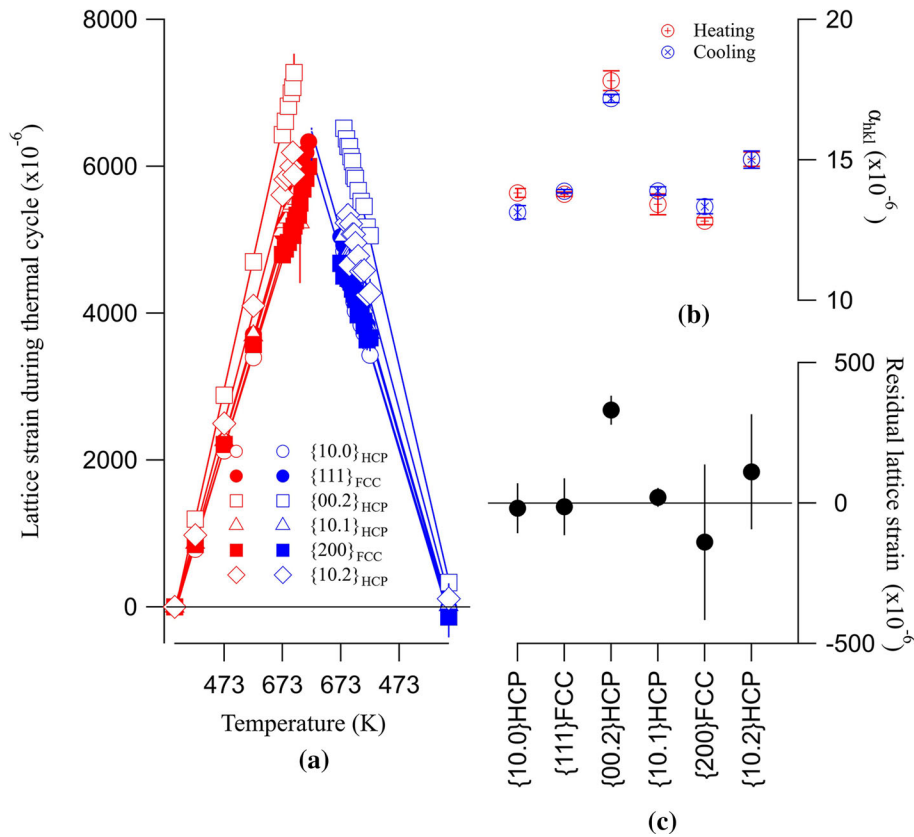 Lattice strain during thermal cycle (x10-6)
8000
6000
4000
2000
0
{10.0}HCP
{111}FCC
{00.2}HCP
{10.1}HCP
{200}FCC
{10.2}HCP
473 673 673 473
Temperature (K)
(a)
Heating
Cooling
20
15
10
αhkl (x10-6)
(b)
500
0
-500
Residual lattice strain (x10-6)
{10.0}HCP
{111}FCC
{00.2}HCP
{10.1}HCP
{200}FCC
{10.2}HCP
(c)